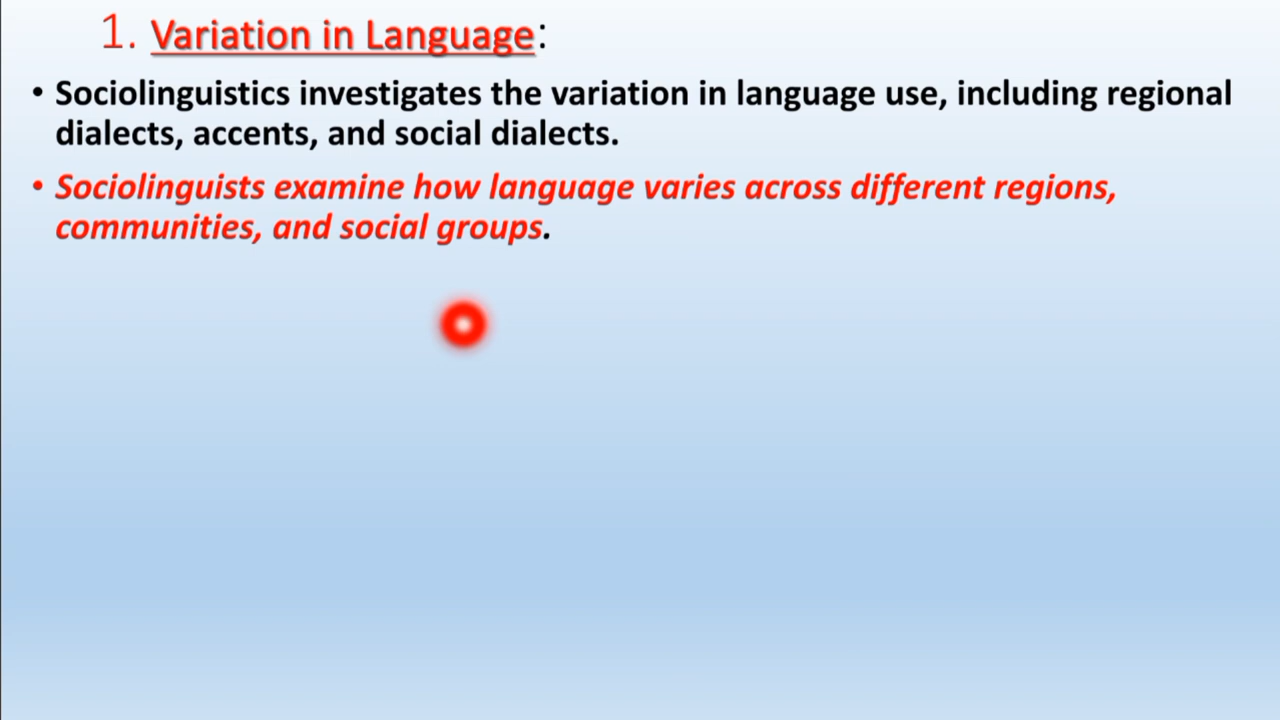 1. Variation in Language:
• Sociolinguistics investigates the variation in language use, including regional
dialects, accents, and social dialects.
• Sociolinguists examine how language varies across different regions,
communities, and social groups.